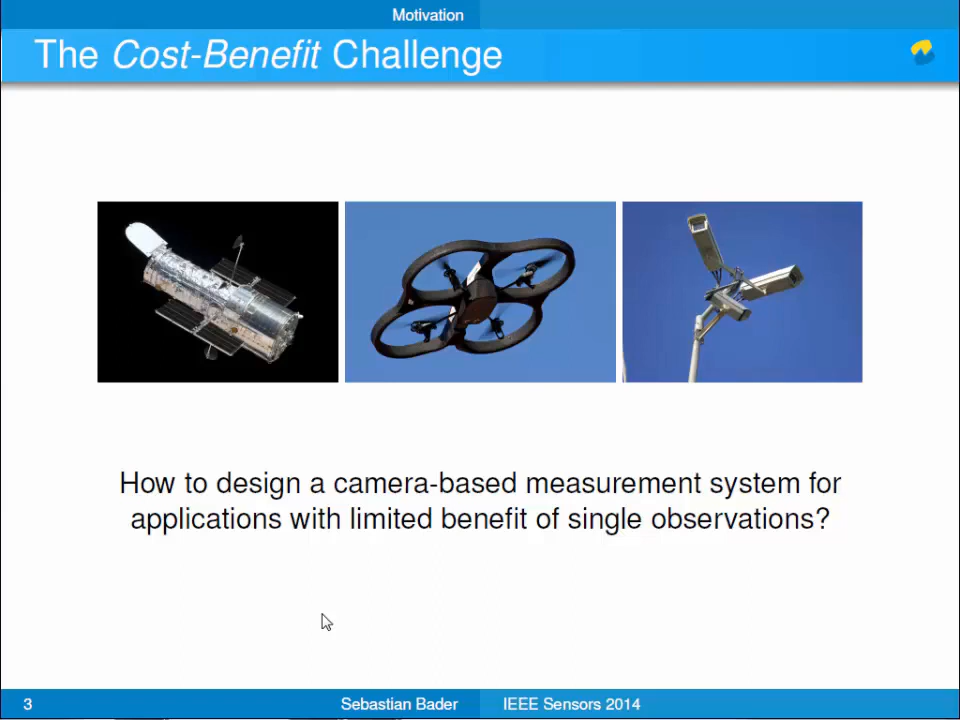 Motivation
The Cost-Benefit Challenge
How to design a camera-based measurement system for
applications with limited benefit of single observations?
3
Sebastian Bader
IEEE Sensors 2014